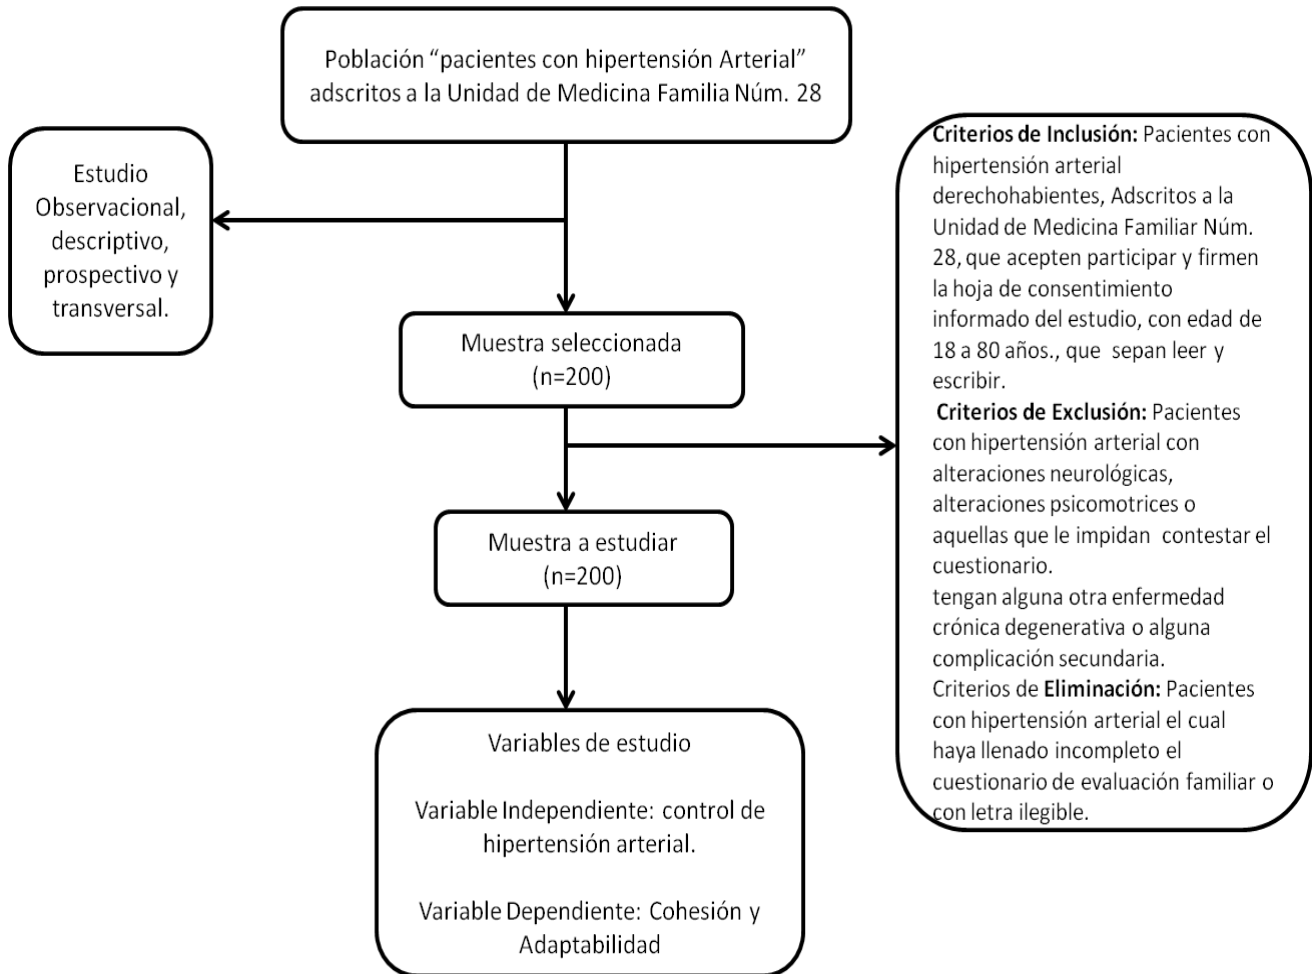 Población “pacientes con hipertensión Arterial”
adscritos a la Unidad de Medicina Familia Núm. 28
Estudio
Observacional,
descriptivo,
prospectivo y
transversal.
Muestra seleccionada
(n=200)
Criterios de Inclusión: Pacientes con
hipertensión arterial
derechohabientes, Adscritos a la
Unidad de Medicina Familiar Núm.
28, que acepten participar y firmen
la hoja de consentimiento
informado del estudio, con edad de
18 a 80 años., que sepan leer y
escribir.
Criterios de Exclusión: Pacientes
con hipertensión arterial con
alteraciones neurológicas,
alteraciones psicomotrices o
aquellas que le impidan contestar el
cuestionario.
tengan alguna otra enfermedad
crónica degenerativa o alguna
complicación secundaria.
Criterios de Eliminación: Pacientes
con hipertensión arterial el cual
haya llenado incompleto el
cuestionario de evaluación familiar o
con letra ilegible.
Muestra a estudiar
(n=200)
Variables de estudio
Variable Independiente: control de
hipertensión arterial.
Variable Dependiente: Cohesión y
Adaptabilidad